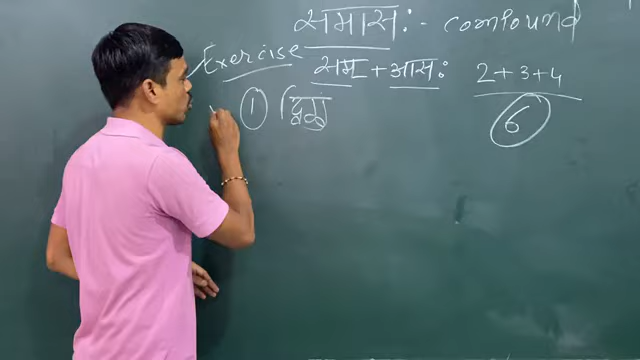 समासः - compound
Exercise सम + आसः 2+3+4
① 6